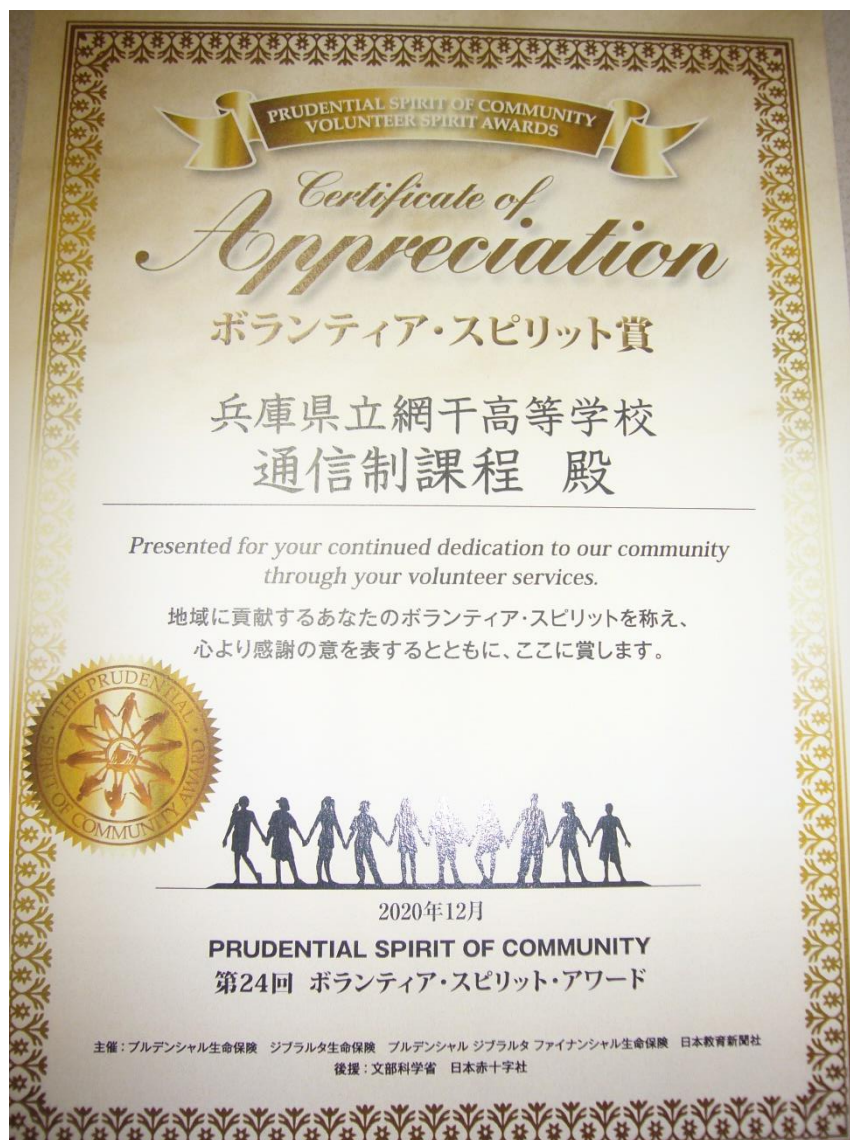 PRUDENTIAL SPIRIT OF COMMUNITY
VOLUNTEER SPIRIT AWARDS
Certificate of
Appreciation
ボランティア・スピリット賞
兵庫県立網干高等学校
通信制課程 殿
Presented for your continued dedication to our community
through your volunteer services.
地域に貢献するあなたのボランティア・スピリットを称え、
心より感謝の意を表するとともに、ここに賞します。
THE PRUDENTIAL SPIRIT OF COMMUNITY AWARDS
2020年12月
PRUDENTIAL SPIRIT OF COMMUNITY
第24回 ボランティア・スピリット・アワード
主催:プルデンシャル生命保険 ジブラルタ生命保険 プルデンシャル ジブラルタ ファイナンシャル生命保険 日本教育新聞社
後援:文部科学省 日本赤十字社